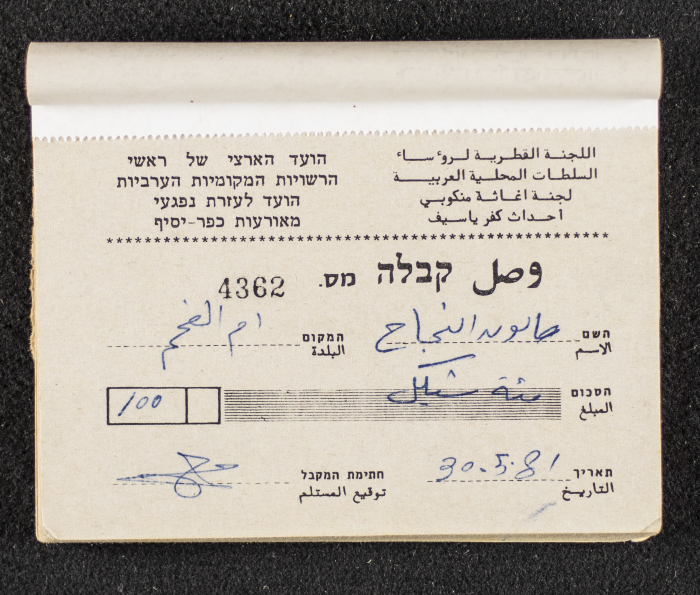 اللجنة القطرية لرؤساء
السلطات المحلية العربية
لجنة اغاثة منكوبي
أحداث كفر ياسيف
הועד הארצי של ראשי
הרשויות המקומיות הערביות
הועד לעזרת נפגעי
מאורעות כפר-יסיף
وصل קבלה מס. 4362
השם
الاسم
صالون النجاح
המקום
البلدة
ام الفحم
הסכום
المبلغ
مئة شيكل
100
תאריך
التاريخ
30.5.81
חתימת המקבל
توقيع المستلم